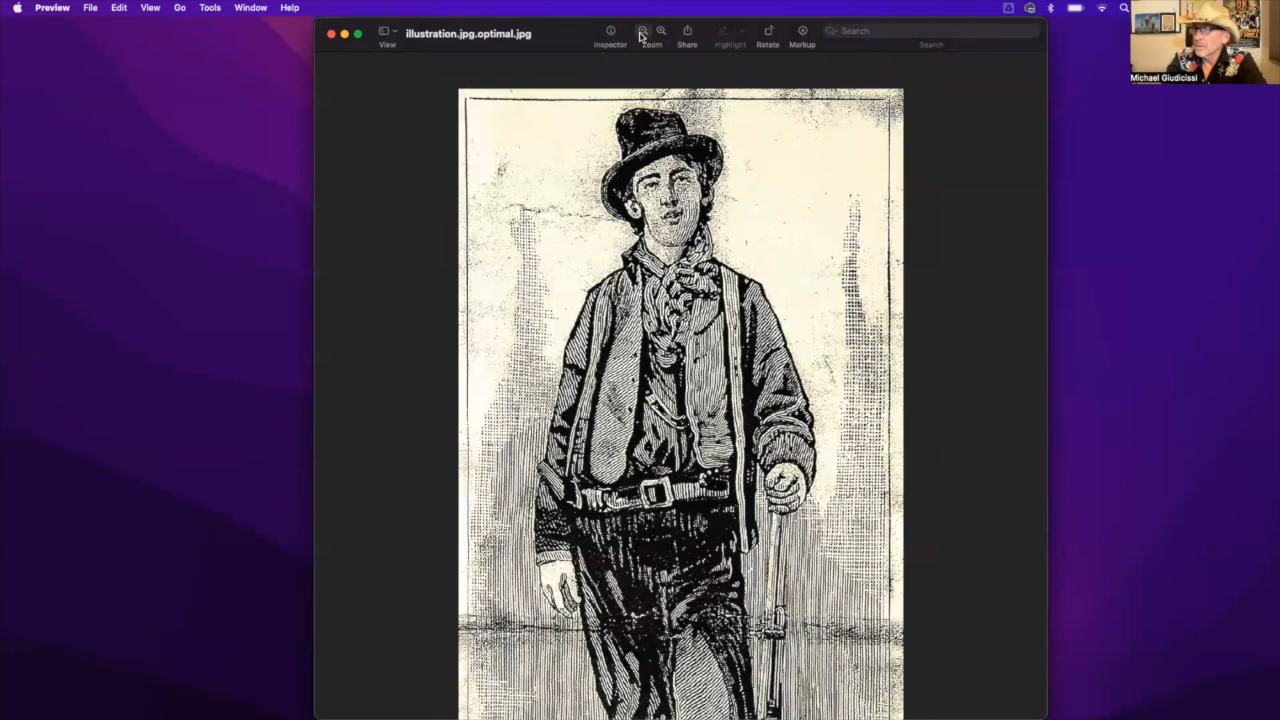 Preview File Edit View Go Tools Window Help
illustration.jpg.optimal.jpg
Search
View
Inspector Zoom Share Highlight Rotate Markup Search
Michael Giudicissi